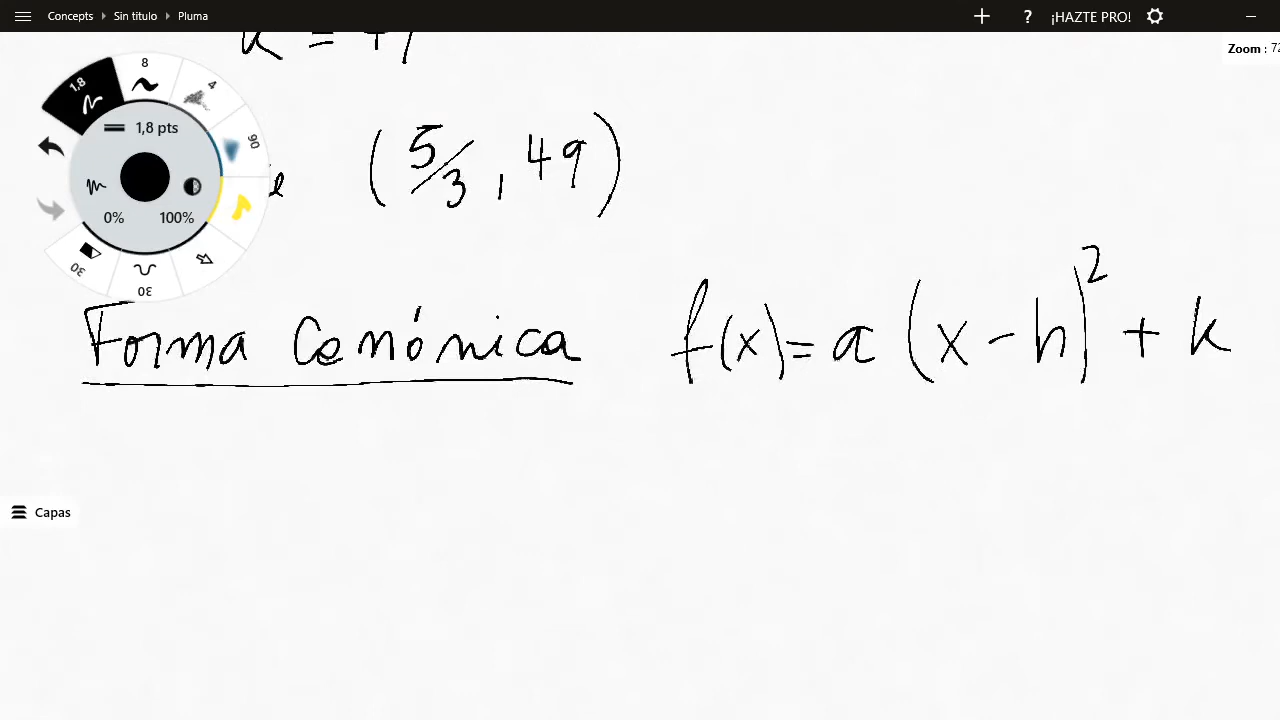 Concepts › Sin título › Pluma + ? ¡HAZTE PRO! –
Zoom : 72
1,8 8 4 90
1,8 pts
0% 100%
30 30
(5/3 , 49)
Forma Canónica f(x) = a (x - h)² + k
Capas